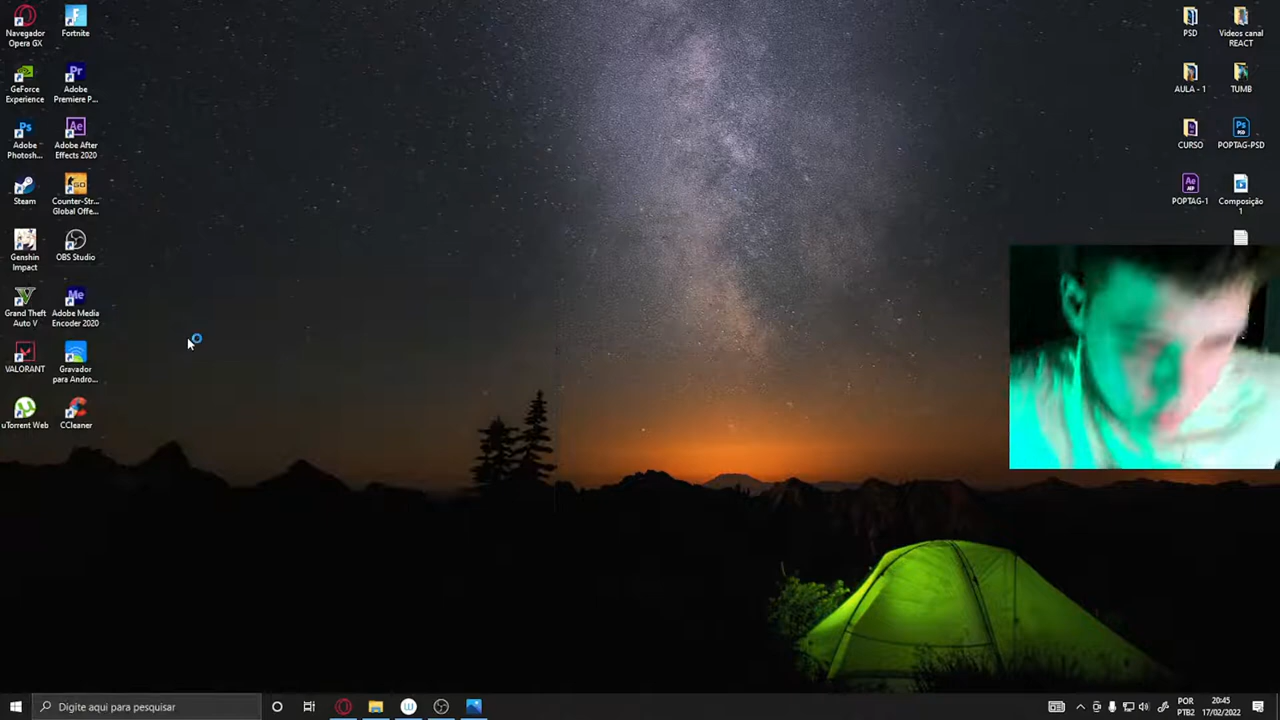 Navegador
Opera GX
Fortnite
GeForce
Experience
Adobe
Premiere P...
Adobe
Photosh...
Adobe After
Effects 2020
Steam
Counter-Str...
Global Offe...
Genshin
Impact
OBS Studio
Grand Theft
Auto V
Adobe Media
Encoder 2020
VALORANT
Gravador
para Andro...
uTorrent Web
CCleaner
PSD
Videos canal
REACT
AULA - 1
TUMB
CURSO
POPTAG-PSD
POPTAG-1
Composição
1
Digite aqui para pesquisar
POR
PTB2
20:45
17/02/2022